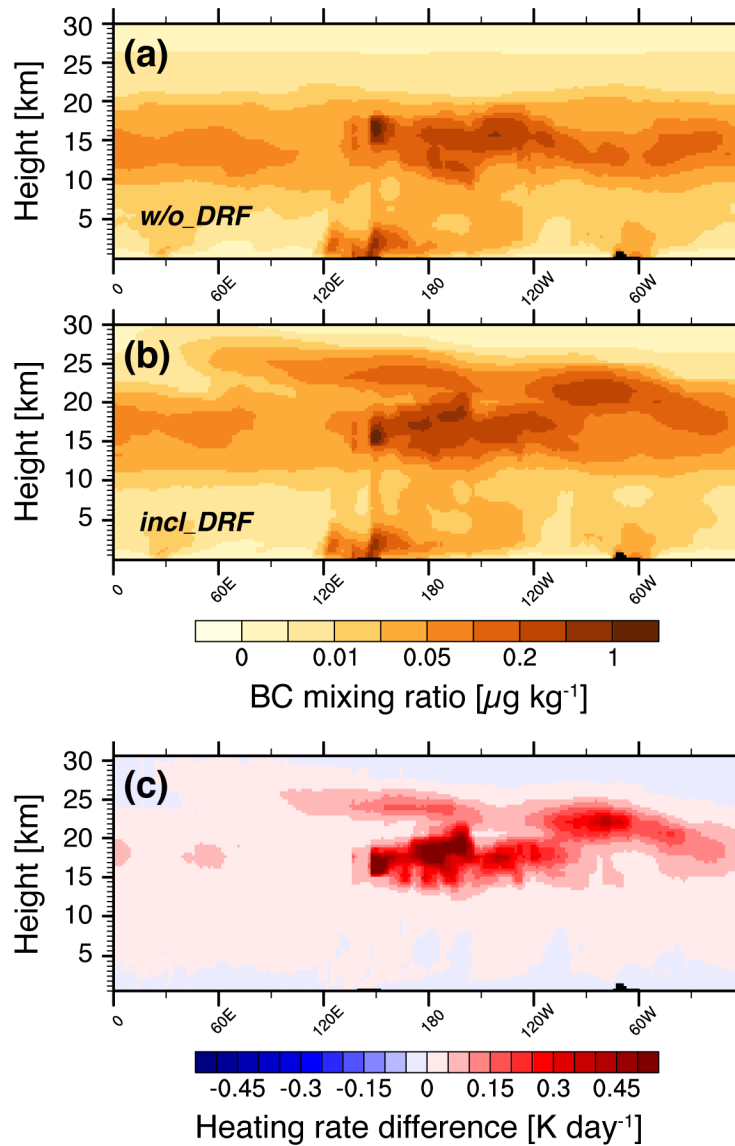 (a)
Height [km]
30
25
20
15
10
5
w/o_DRF
0
60E
120E
180
120W
60W
(b)
Height [km]
30
25
20
15
10
5
incl_DRF
0
60E
120E
180
120W
60W
0 0.01 0.05 0.2 1
BC mixing ratio [µg kg⁻¹]
(c)
Height [km]
30
25
20
15
10
5
0
60E
120E
180
120W
60W
-0.45 -0.3 -0.15 0 0.15 0.3 0.45
Heating rate difference [K day⁻¹]